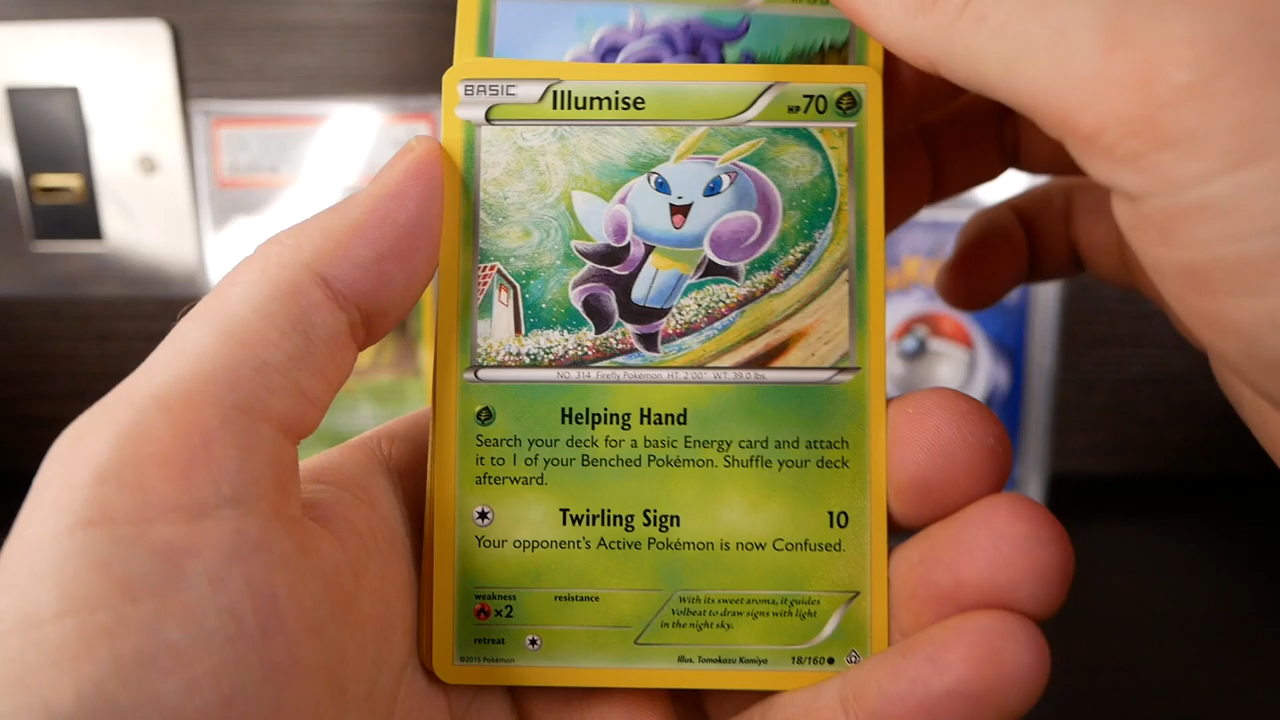 BASIC Illumise HP 70
NO. 314 Firefly Pokémon HT: 2'00" WT: 39.0 lbs.
Helping Hand
Search your deck for a basic Energy card and attach
it to 1 of your Benched Pokémon. Shuffle your deck
afterward.
Twirling Sign 10
Your opponent's Active Pokémon is now Confused.
weakness resistance
×2
retreat
With its sweet aroma, it guides
Volbeat to draw signs with light
in the night sky.
©2015 Pokémon Illus. Tomokazu Komiya 18/160